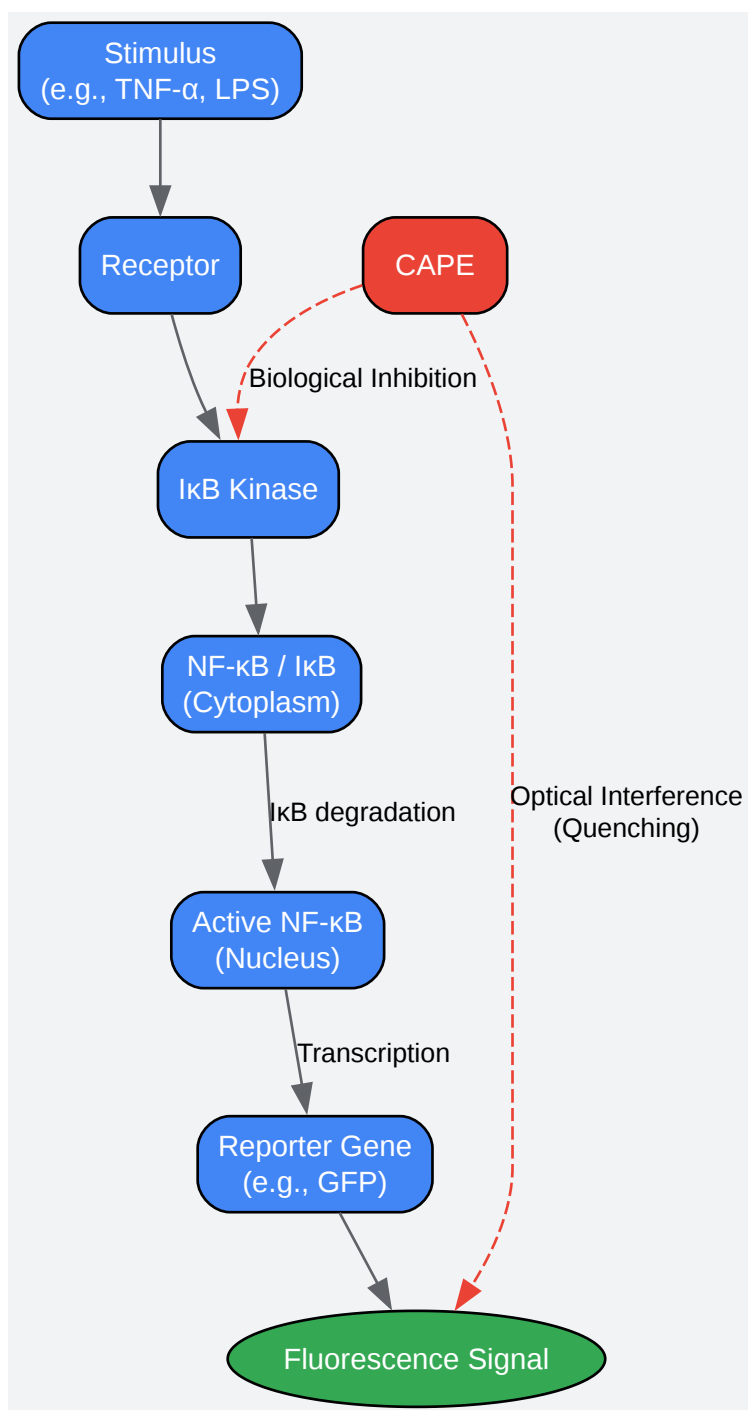 Stimulus
(e.g., TNF-α, LPS)
Receptor
CAPE
Biological Inhibition
IκB Kinase
NF-κB / IκB
(Cytoplasm)
Optical Interference
(Quenching)
IκB degradation
Active NF-κB
(Nucleus)
Transcription
Reporter Gene
(e.g., GFP)
Fluorescence Signal